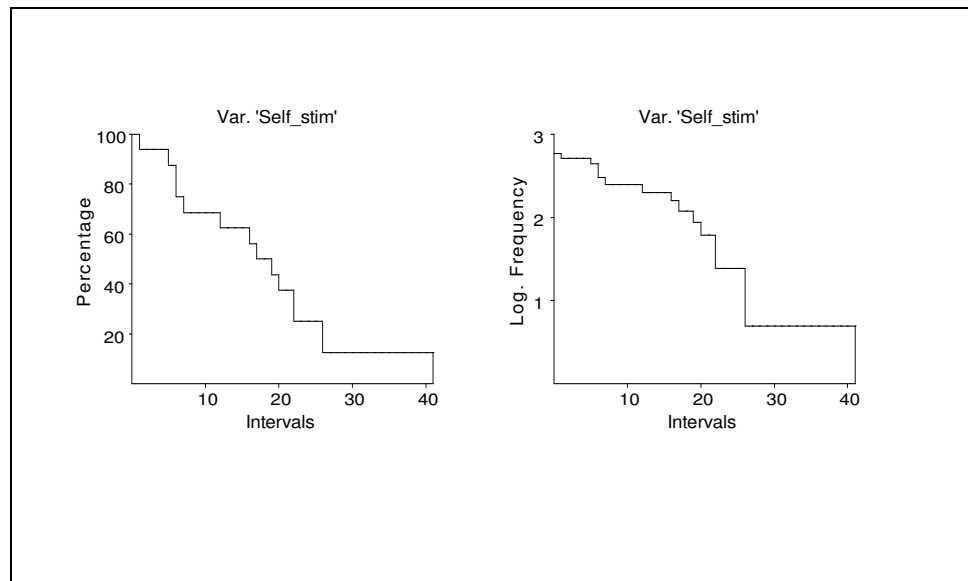 Var. 'Self_stim'
100
80
60
40
20
Percentage
10 20 30 40
Intervals
Var. 'Self_stim'
3
2
1
Log. Frequency
10 20 30 40
Intervals